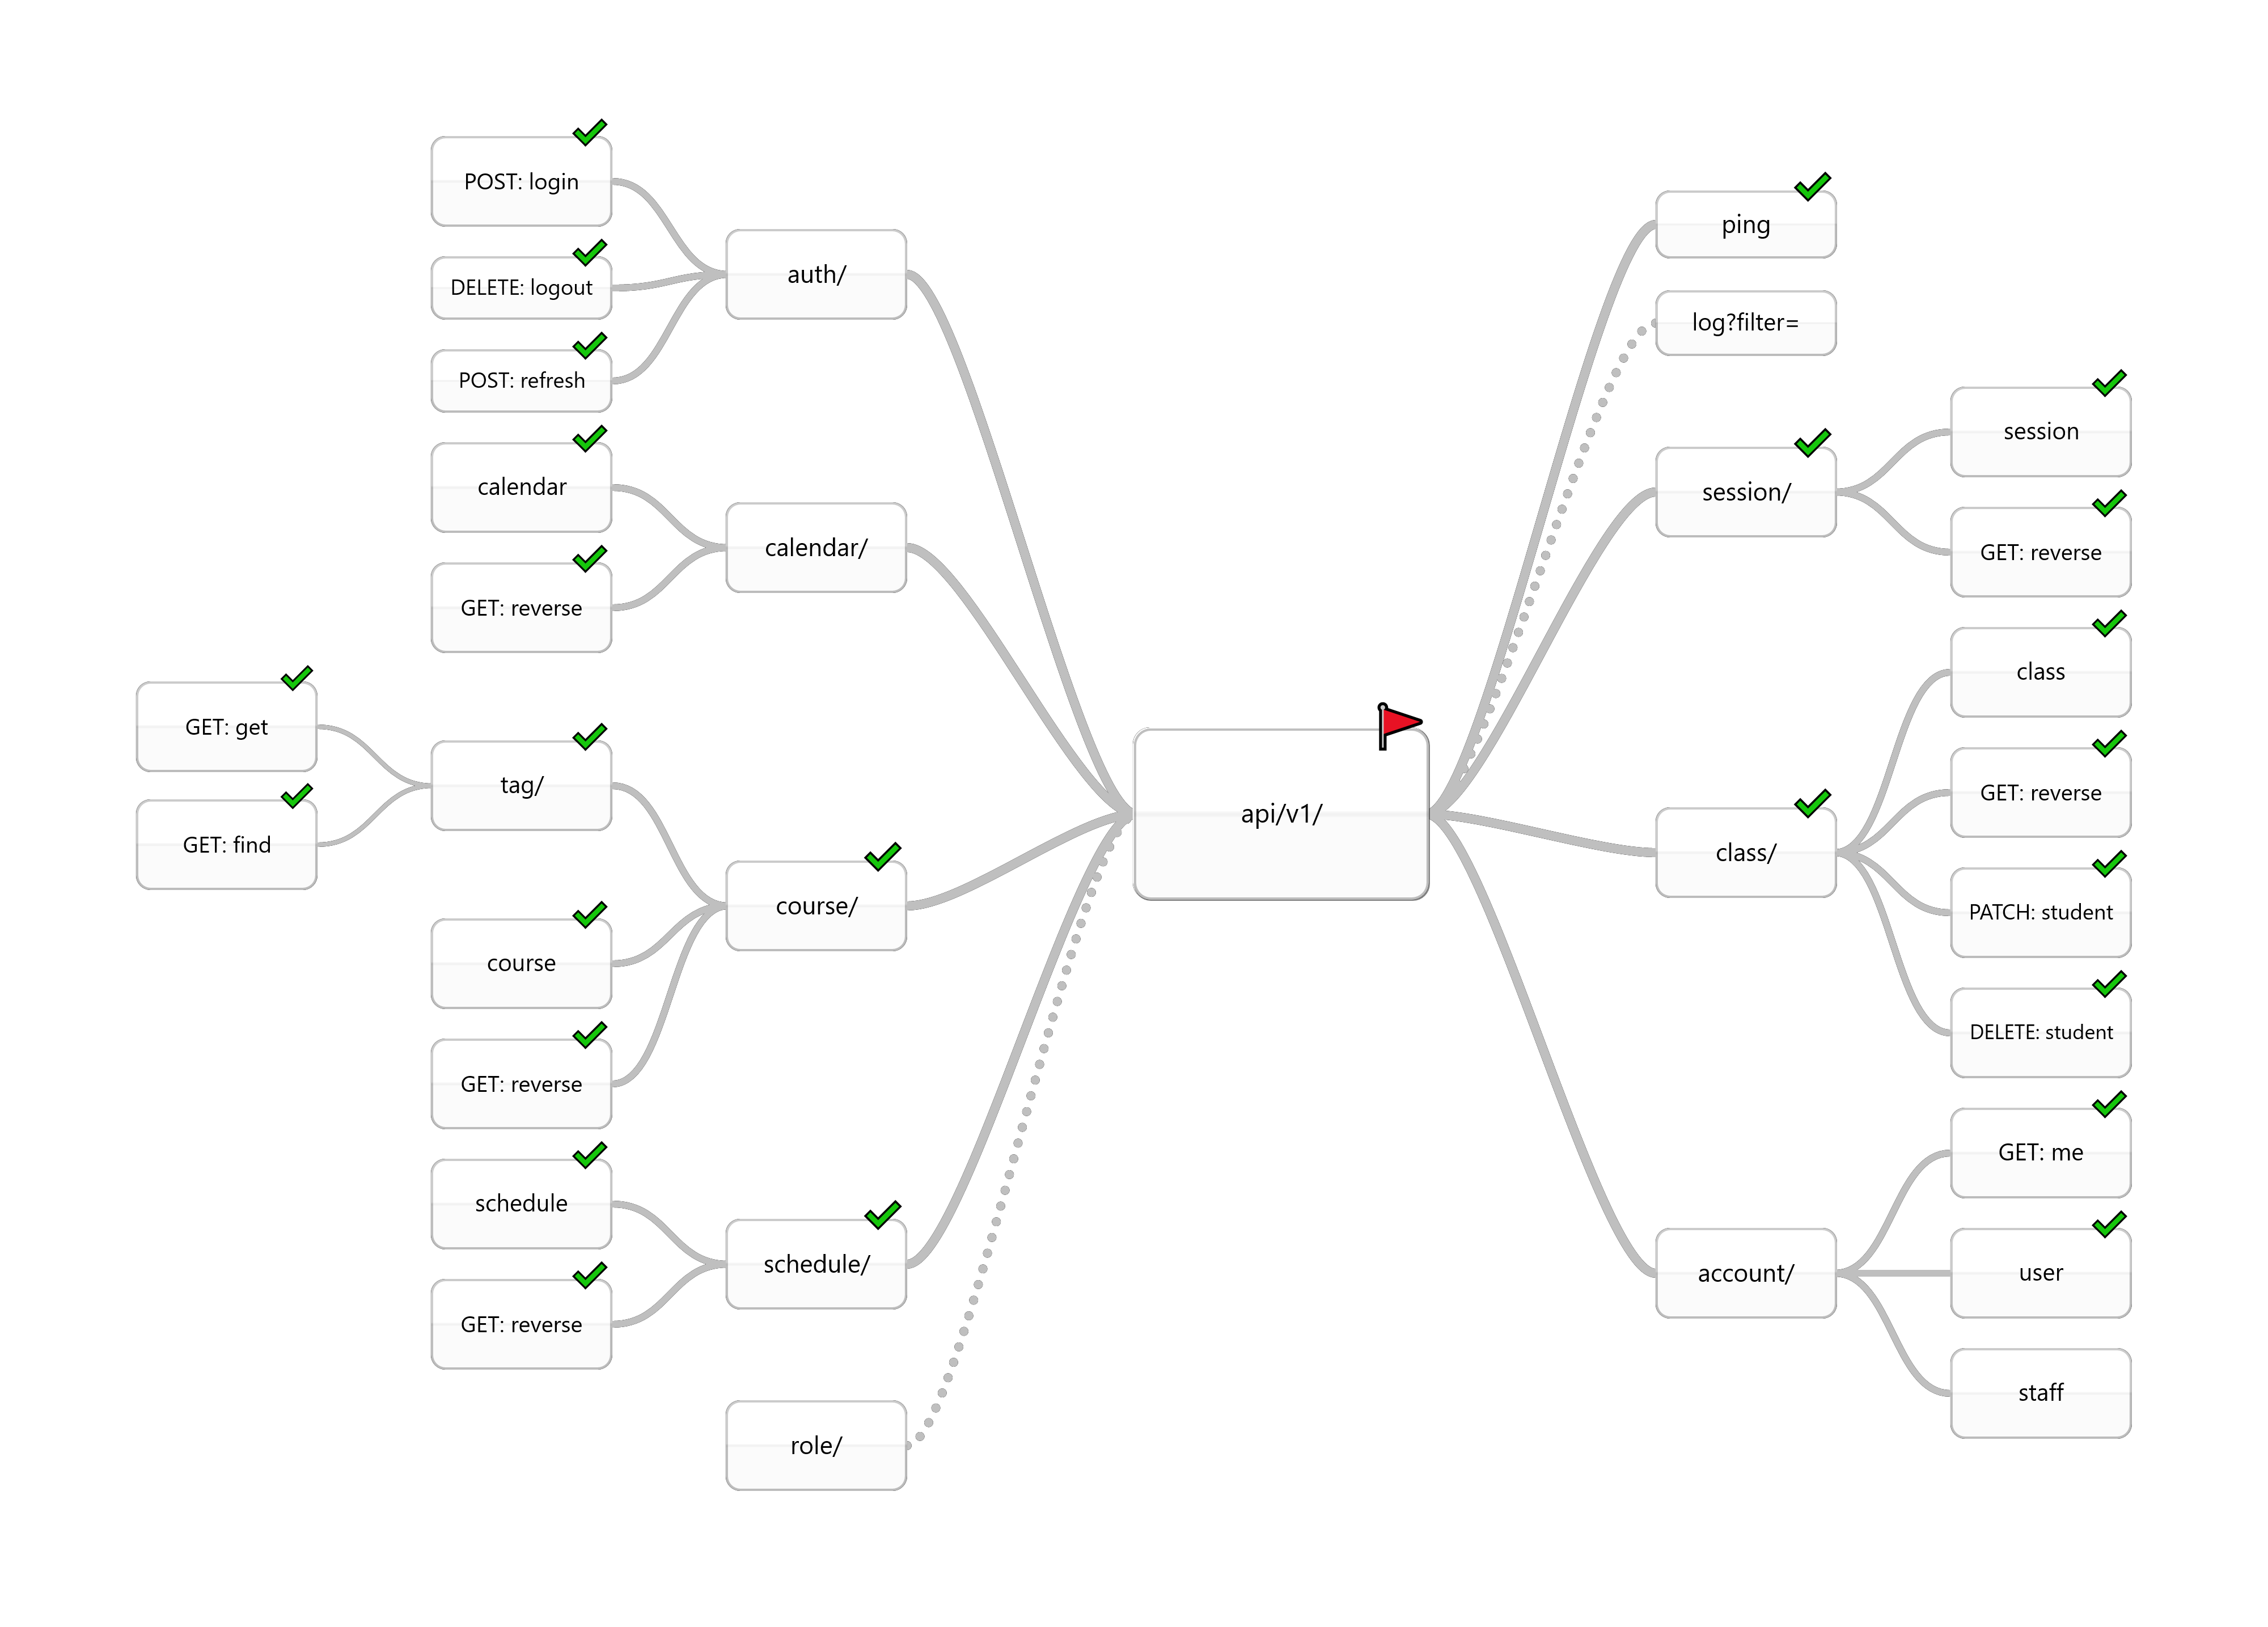 POST: login
DELETE: logout
POST: refresh
auth/
calendar
GET: reverse
calendar/
GET: get
GET: find
tag/
course
GET: reverse
course/
schedule
GET: reverse
schedule/
role/
api/v1/
ping
log?filter=
session/
session
GET: reverse
class/
class
GET: reverse
PATCH: student
DELETE: student
account/
GET: me
user
staff